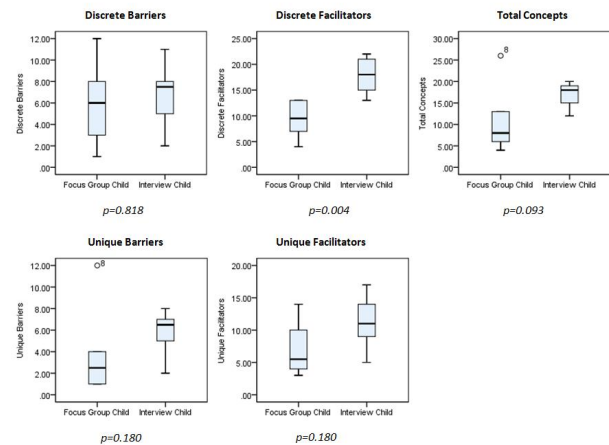 Discrete Barriers
Discrete Barriers
12.00
10.00
8.00
6.00
4.00
2.00
.00
Focus Group Child Interview Child
p=0.818
Discrete Facilitators
Discrete Facilitators
25.00
20.00
15.00
10.00
5.00
.00
Focus Group Child Interview Child
p=0.004
Total Concepts
Total Concepts
30.00
25.00
20.00
15.00
10.00
5.00
.00
8
Focus Group Child Interview Child
p=0.093
Unique Barriers
Unique Barriers
12.00
10.00
8.00
6.00
4.00
2.00
.00
8
Focus Group Child Interview Child
p=0.180
Unique Facilitators
Unique Facilitators
20.00
15.00
10.00
5.00
.00
Focus Group Child Interview Child
p=0.180